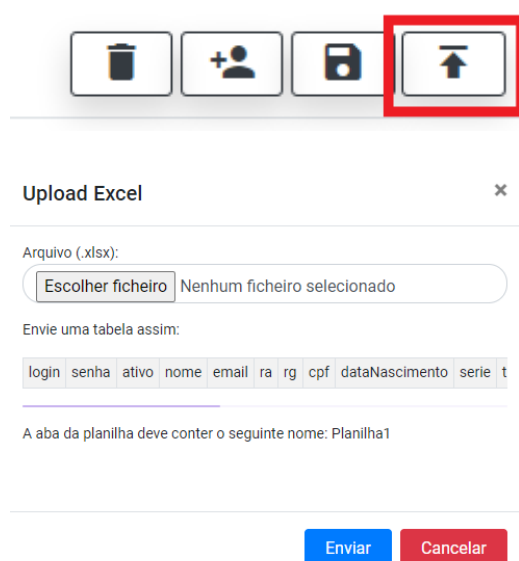 Upload Excel ×
Arquivo (.xlsx):
Escolher ficheiro Nenhum ficheiro selecionado
Envie uma tabela assim:
login senha ativo nome email ra rg cpf dataNascimento serie t
A aba da planilha deve conter o seguinte nome: Planilha1
Enviar Cancelar